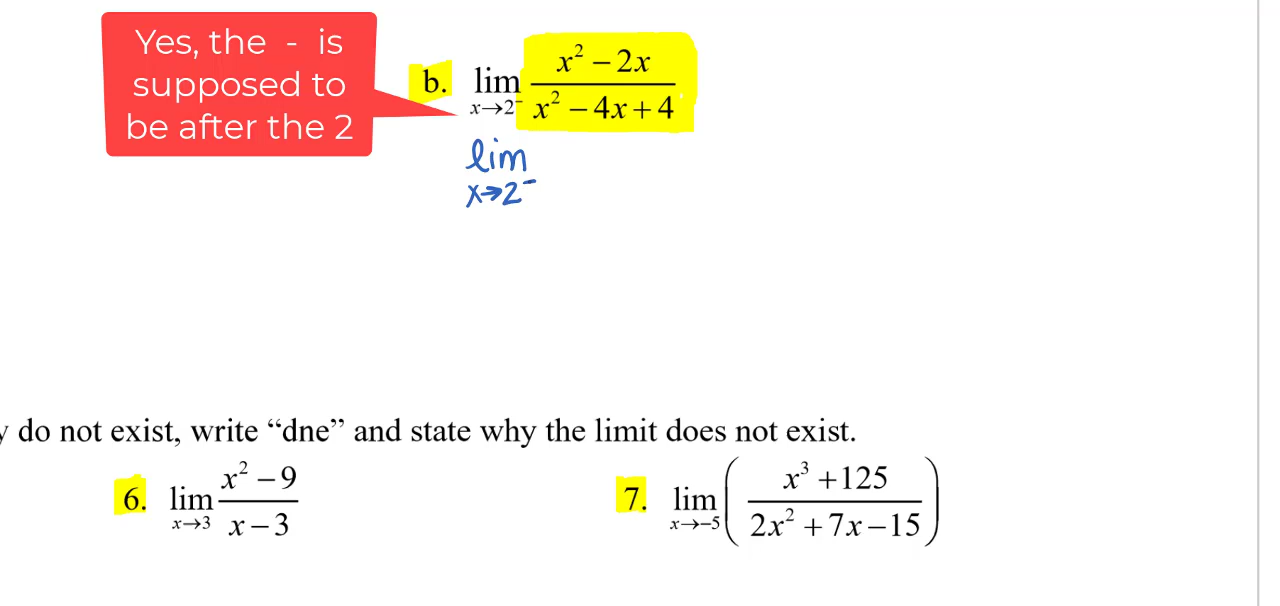 Yes, the - is
supposed to
be after the 2
b. lim x→2⁻ (x² − 2x)/(x² − 4x + 4)
lim
x→2⁻
do not exist, write “dne” and state why the limit does not exist.
6. lim x→3 (x² − 9)/(x − 3)
7. lim x→−5 ((x³ + 125)/(2x² + 7x − 15))